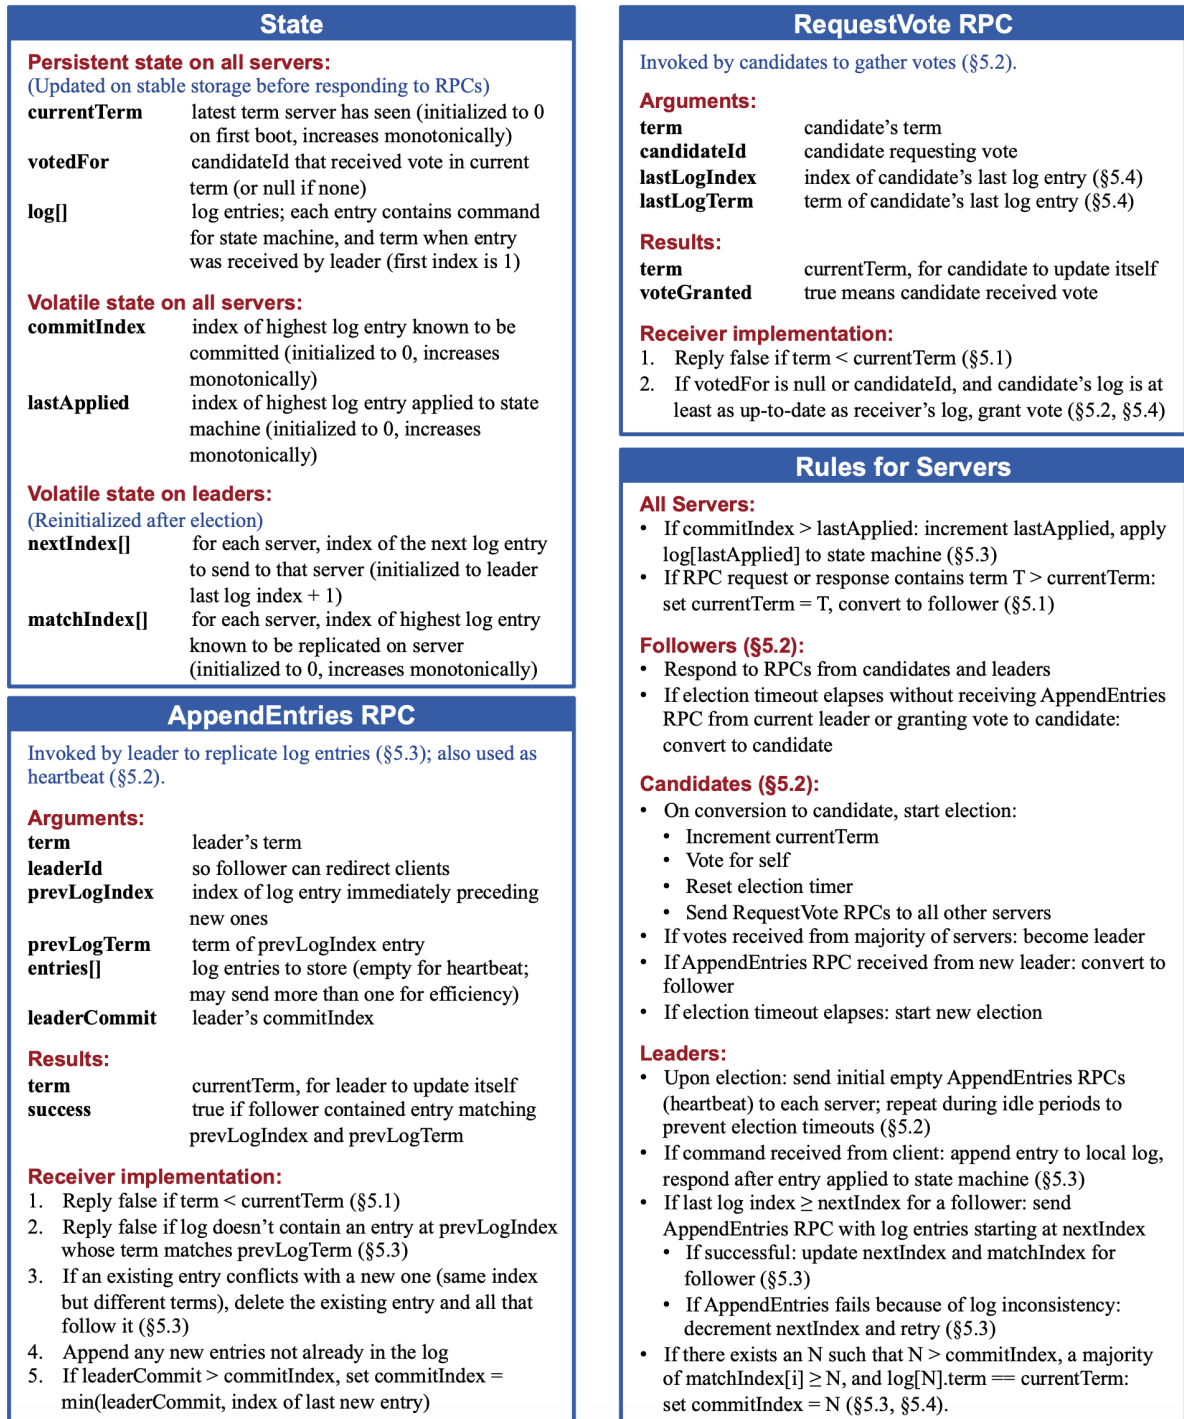 State
Persistent state on all servers:
(Updated on stable storage before responding to RPCs)
currentTerm latest term server has seen (initialized to 0
on first boot, increases monotonically)
votedFor candidateId that received vote in current
term (or null if none)
log[] log entries; each entry contains command
for state machine, and term when entry
was received by leader (first index is 1)
Volatile state on all servers:
commitIndex index of highest log entry known to be
committed (initialized to 0, increases
monotonically)
lastApplied index of highest log entry applied to state
machine (initialized to 0, increases
monotonically)
Volatile state on leaders:
(Reinitialized after election)
nextIndex[] for each server, index of the next log entry
to send to that server (initialized to leader
last log index + 1)
matchIndex[] for each server, index of highest log entry
known to be replicated on server
(initialized to 0, increases monotonically)
AppendEntries RPC
Invoked by leader to replicate log entries (§5.3); also used as
heartbeat (§5.2).
Arguments:
term leader's term
leaderId so follower can redirect clients
prevLogIndex index of log entry immediately preceding
new ones
prevLogTerm term of prevLogIndex entry
entries[] log entries to store (empty for heartbeat;
may send more than one for efficiency)
leaderCommit leader's commitIndex
Results:
term currentTerm, for leader to update itself
success true if follower contained entry matching
prevLogIndex and prevLogTerm
Receiver implementation:
1. Reply false if term < currentTerm (§5.1)
2. Reply false if log doesn't contain an entry at prevLogIndex
whose term matches prevLogTerm (§5.3)
3. If an existing entry conflicts with a new one (same index
but different terms), delete the existing entry and all that
follow it (§5.3)
4. Append any new entries not already in the log
5. If leaderCommit > commitIndex, set commitIndex =
min(leaderCommit, index of last new entry)
RequestVote RPC
Invoked by candidates to gather votes (§5.2).
Arguments:
term candidate's term
candidateId candidate requesting vote
lastLogIndex index of candidate's last log entry (§5.4)
lastLogTerm term of candidate's last log entry (§5.4)
Results:
term currentTerm, for candidate to update itself
voteGranted true means candidate received vote
Receiver implementation:
1. Reply false if term < currentTerm (§5.1)
2. If votedFor is null or candidateId, and candidate's log is at
least as up-to-date as receiver's log, grant vote (§5.2, §5.4)
Rules for Servers
All Servers:
• If commitIndex > lastApplied: increment lastApplied, apply
log[lastApplied] to state machine (§5.3)
• If RPC request or response contains term T > currentTerm:
set currentTerm = T, convert to follower (§5.1)
Followers (§5.2):
• Respond to RPCs from candidates and leaders
• If election timeout elapses without receiving AppendEntries
RPC from current leader or granting vote to candidate:
convert to candidate
Candidates (§5.2):
• On conversion to candidate, start election:
• Increment currentTerm
• Vote for self
• Reset election timer
• Send RequestVote RPCs to all other servers
• If votes received from majority of servers: become leader
• If AppendEntries RPC received from new leader: convert to
follower
• If election timeout elapses: start new election
Leaders:
• Upon election: send initial empty AppendEntries RPCs
(heartbeat) to each server; repeat during idle periods to
prevent election timeouts (§5.2)
• If command received from client: append entry to local log,
respond after entry applied to state machine (§5.3)
• If last log index ≥ nextIndex for a follower: send
AppendEntries RPC with log entries starting at nextIndex
• If successful: update nextIndex and matchIndex for
follower (§5.3)
• If AppendEntries fails because of log inconsistency:
decrement nextIndex and retry (§5.3)
• If there exists an N such that N > commitIndex, a majority
of matchIndex[i] ≥ N, and log[N].term == currentTerm:
set commitIndex = N (§5.3, §5.4).